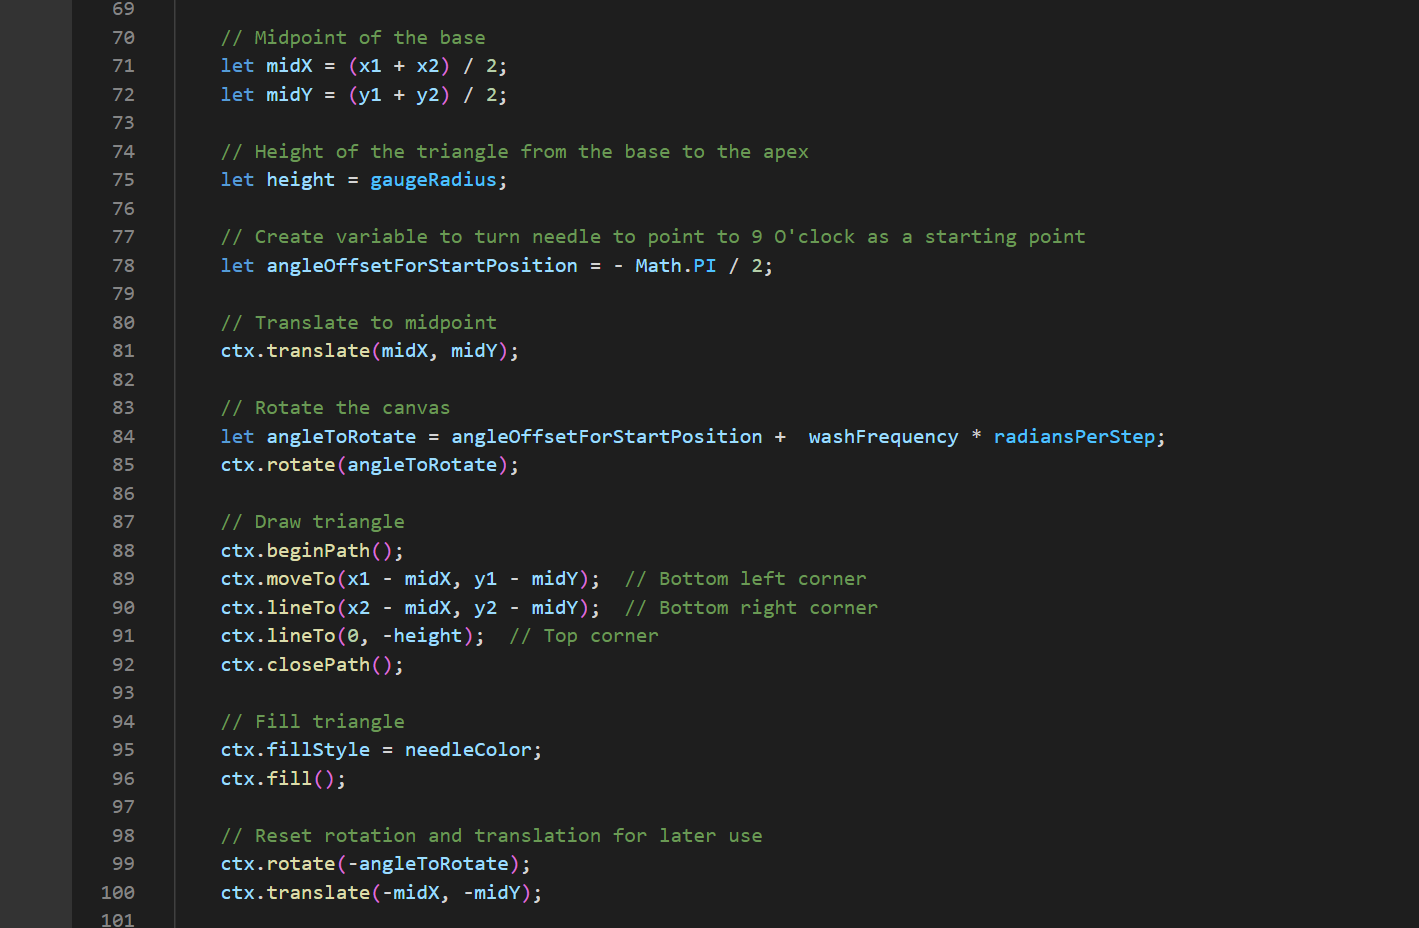 69
70 // Midpoint of the base
71 let midX = (x1 + x2) / 2;
72 let midY = (y1 + y2) / 2;
73
74 // Height of the triangle from the base to the apex
75 let height = gaugeRadius;
76
77 // Create variable to turn needle to point to 9 O'clock as a starting point
78 let angleOffsetForStartPosition = - Math.PI / 2;
79
80 // Translate to midpoint
81 ctx.translate(midX, midY);
82
83 // Rotate the canvas
84 let angleToRotate = angleOffsetForStartPosition +  washFrequency * radiansPerStep;
85 ctx.rotate(angleToRotate);
86
87 // Draw triangle
88 ctx.beginPath();
89 ctx.moveTo(x1 - midX, y1 - midY);  // Bottom left corner
90 ctx.lineTo(x2 - midX, y2 - midY);  // Bottom right corner
91 ctx.lineTo(0, -height);  // Top corner
92 ctx.closePath();
93
94 // Fill triangle
95 ctx.fillStyle = needleColor;
96 ctx.fill();
97
98 // Reset rotation and translation for later use
99 ctx.rotate(-angleToRotate);
100 ctx.translate(-midX, -midY);
101